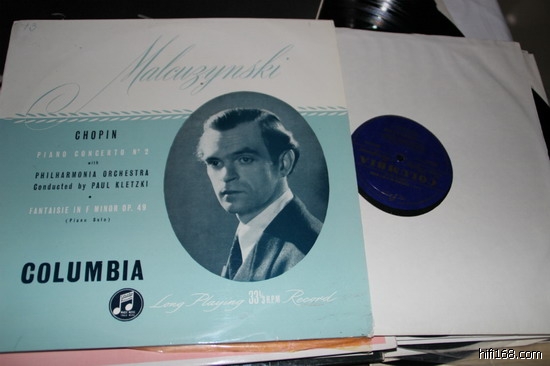 Malcuzynski
CHOPIN
PIANO CONCERTO Nº 2
with
PHILHARMONIA ORCHESTRA
Conducted by PAUL KLETZKI
FANTAISIE IN F MINOR OP. 49
(Piano Solo)
COLUMBIA
Long Playing 33⅓ R.P.M. Record
COLUMBIA
hifi168.com